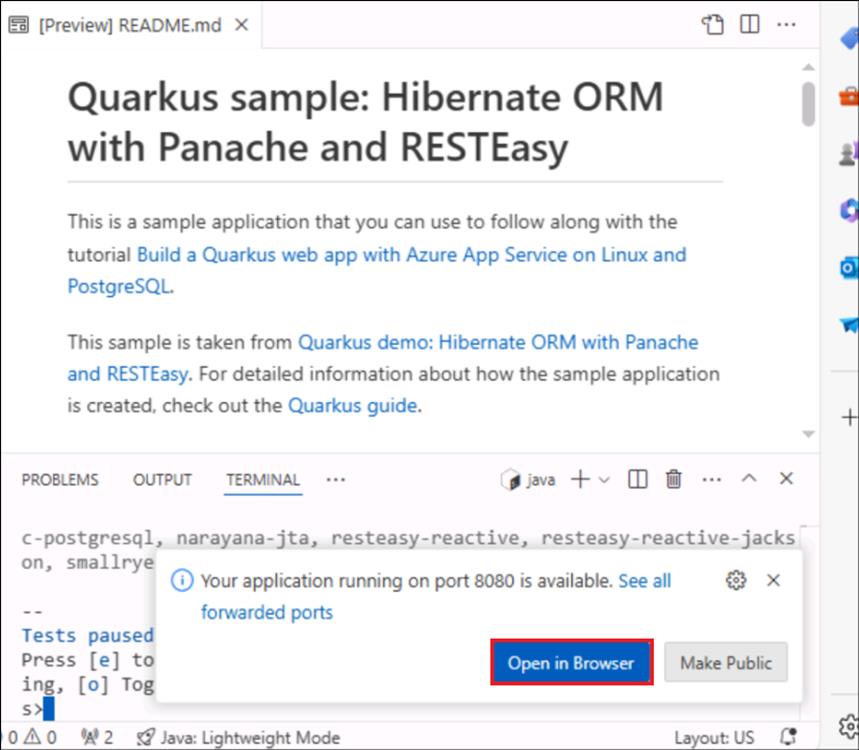 [Preview] README.md
Quarkus sample: Hibernate ORM
with Panache and RESTEasy
This is a sample application that you can use to follow along with the
tutorial Build a Quarkus web app with Azure App Service on Linux and
PostgreSQL.
This sample is taken from Quarkus demo: Hibernate ORM with Panache
and RESTEasy. For detailed information about how the sample application
is created, check out the Quarkus guide.
PROBLEMS OUTPUT TERMINAL ··· java
c-postgresql, narayana-jta, resteasy-reactive, resteasy-reactive-jacks
on, smallrye
Your application running on port 8080 is available. See all
forwarded ports
Open in Browser Make Public
--
Tests paused
Press [e] to
ing, [o] Tog
s>
0 0 2 Java: Lightweight Mode Layout: US